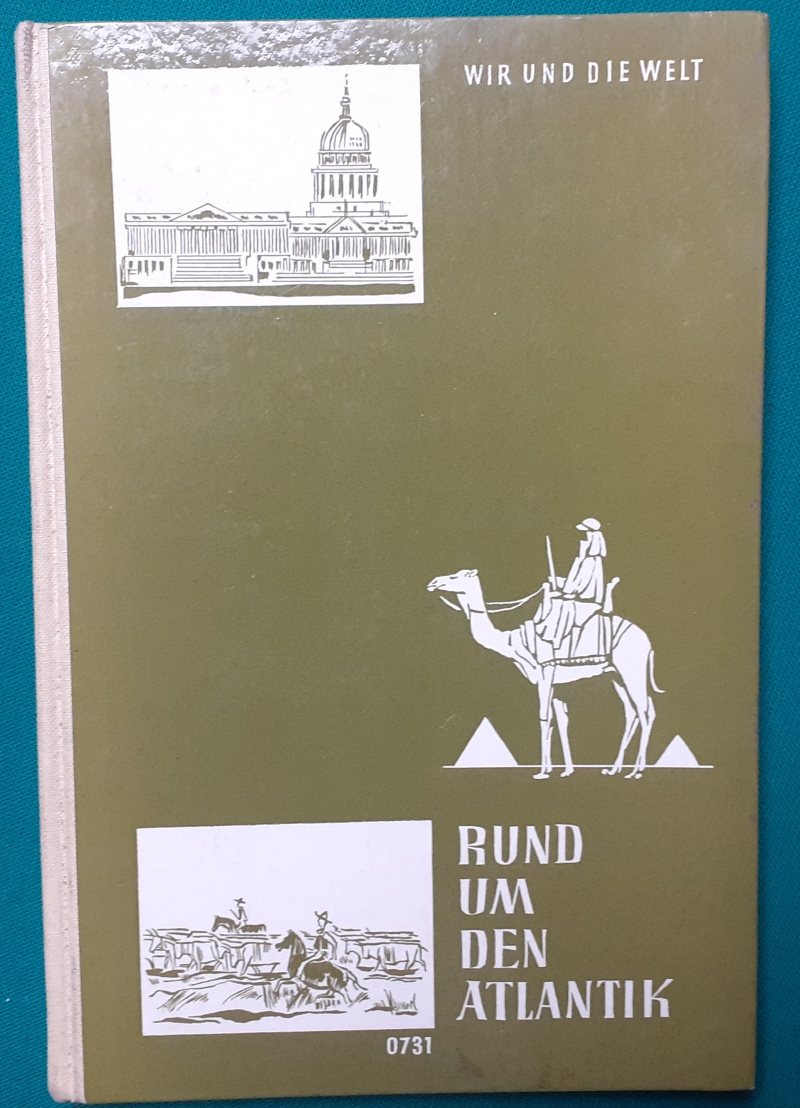 WIR UND DIE WELT
RUND
UM
DEN
ATLANTIK
0731